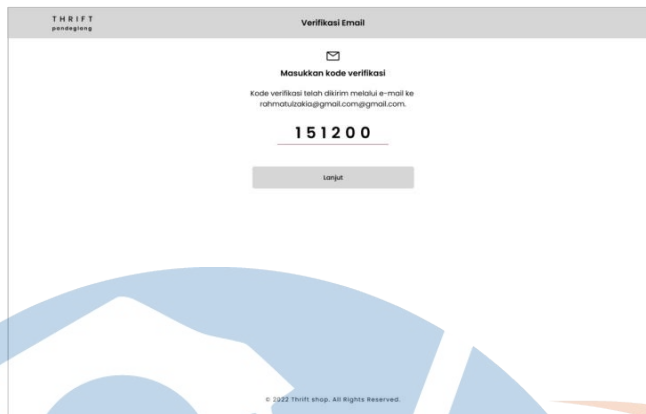 THRIFT
pandeglang
Verifikasi Email
Masukkan kode verifikasi
Kode verifikasi telah dikirim melalui e-mail ke
rahmatulzakia@gmail.com@gmail.com.
151200
Lanjut
© 2022 Thrift shop. All Rights Reserved.